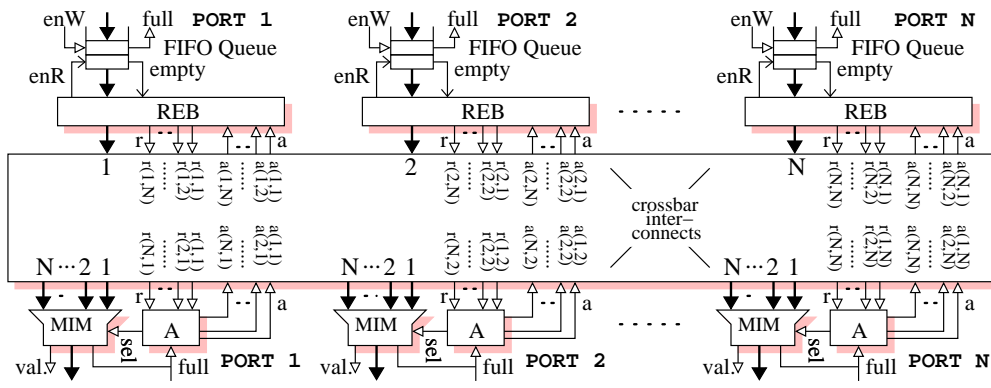 enW full PORT 1 enW full PORT 2 enW full PORT N
FIFO Queue FIFO Queue FIFO Queue
enR empty enR empty enR empty
REB REB ..... REB
r .. .. a r .. .. a r .. .. a
1 2 N
r(1,N) ..... r(1,2) r(1,1) a(1,N) ..... a(1,2) a(1,1) r(2,N) ..... r(2,2) r(2,1) a(2,N) ..... a(2,2) a(2,1) r(N,N) ..... r(N,2) r(N,1) a(N,N) ..... a(N,2) a(N,1)
crossbar
inter-
connects
r(N,1) ..... r(2,1) r(1,1) a(N,1) ..... a(2,1) a(1,1) r(N,2) ..... r(2,2) r(1,2) a(N,2) ..... a(2,2) a(1,2) r(N,N) ..... r(2,N) r(1,N) a(N,N) ..... a(2,N) a(1,N)
N ... 2 1 N ... 2 1 N ... 2 1
r .. .. a r .. .. a r .. .. a
MIM A MIM A ..... MIM A
sel sel sel
val. full PORT 1 val. full PORT 2 val. full PORT N